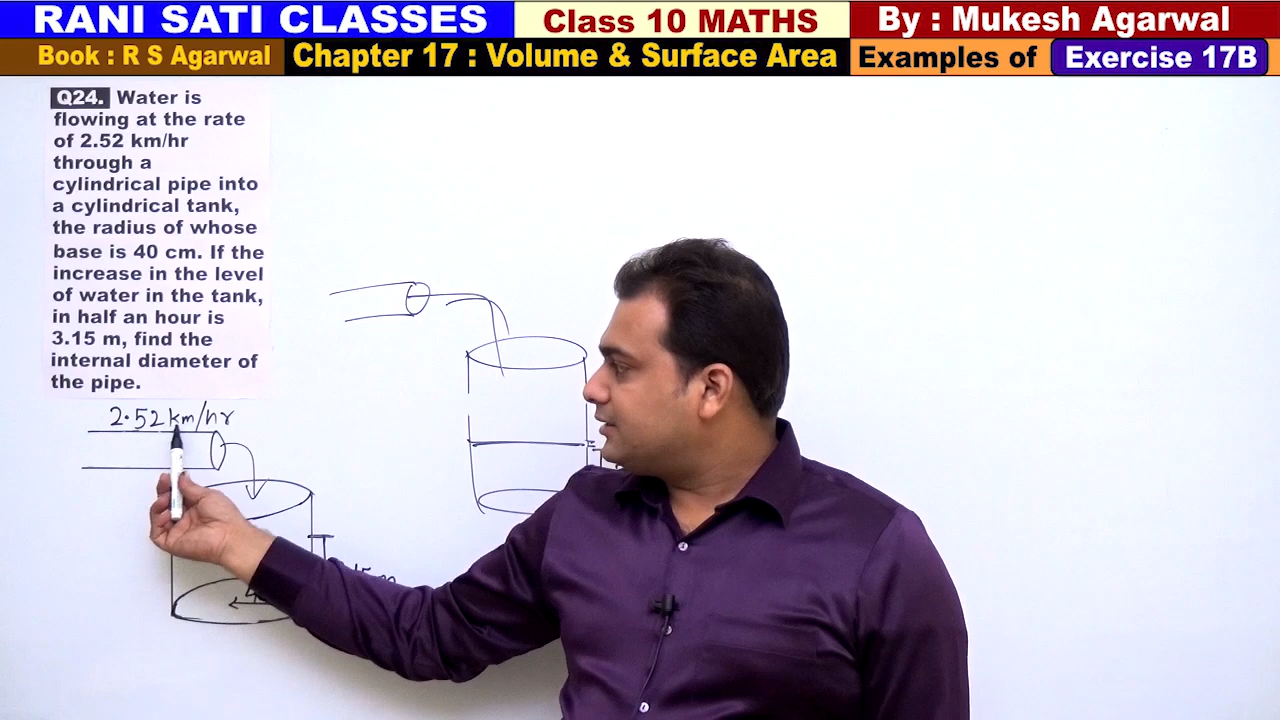 RANI SATI CLASSES
Class 10 MATHS
By : Mukesh Agarwal
Book : R S Agarwal
Chapter 17 : Volume & Surface Area
Examples of Exercise 17B
Q24. Water is
flowing at the rate
of 2.52 km/hr
through a
cylindrical pipe into
a cylindrical tank,
the radius of whose
base is 40 cm. If the
increase in the level
of water in the tank,
in half an hour is
3.15 m, find the
internal diameter of
the pipe.
2.52 km/hr